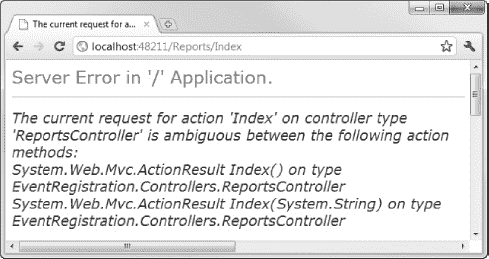 The current request for a...
localhost:48211/Reports/Index
Server Error in '/' Application.
The current request for action 'Index' on controller type
'ReportsController' is ambiguous between the following action
methods:
System.Web.Mvc.ActionResult Index() on type
EventRegistration.Controllers.ReportsController
System.Web.Mvc.ActionResult Index(System.String) on type
EventRegistration.Controllers.ReportsController